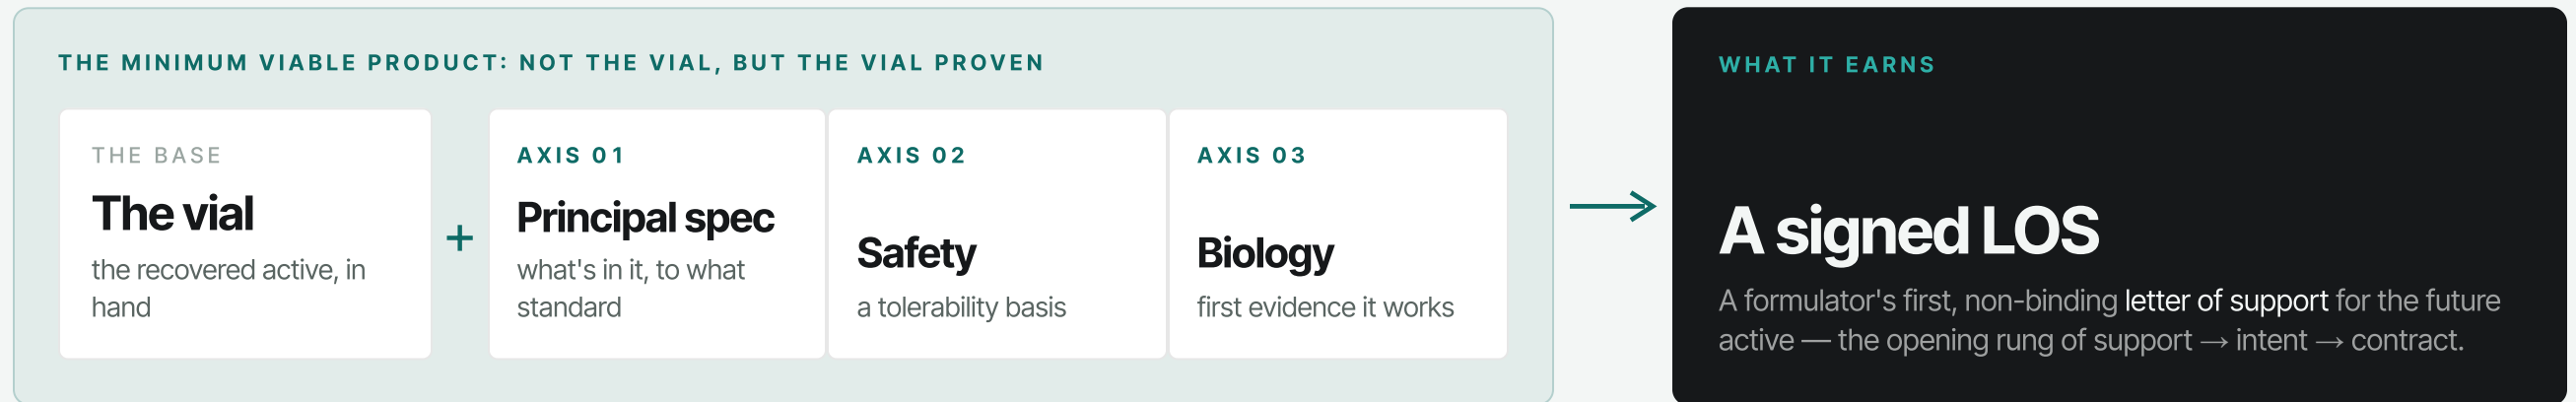 THE MINIMUM VIABLE PRODUCT: NOT THE VIAL, BUT THE VIAL PROVEN
THE BASE
The vial
the recovered active, in
hand
+
AXIS 01
Principal spec
what's in it, to what
standard
AXIS 02
Safety
a tolerability basis
AXIS 03
Biology
first evidence it works
WHAT IT EARNS
A signed LOS
A formulator's first, non-binding letter of support for the future
active — the opening rung of support → intent → contract.